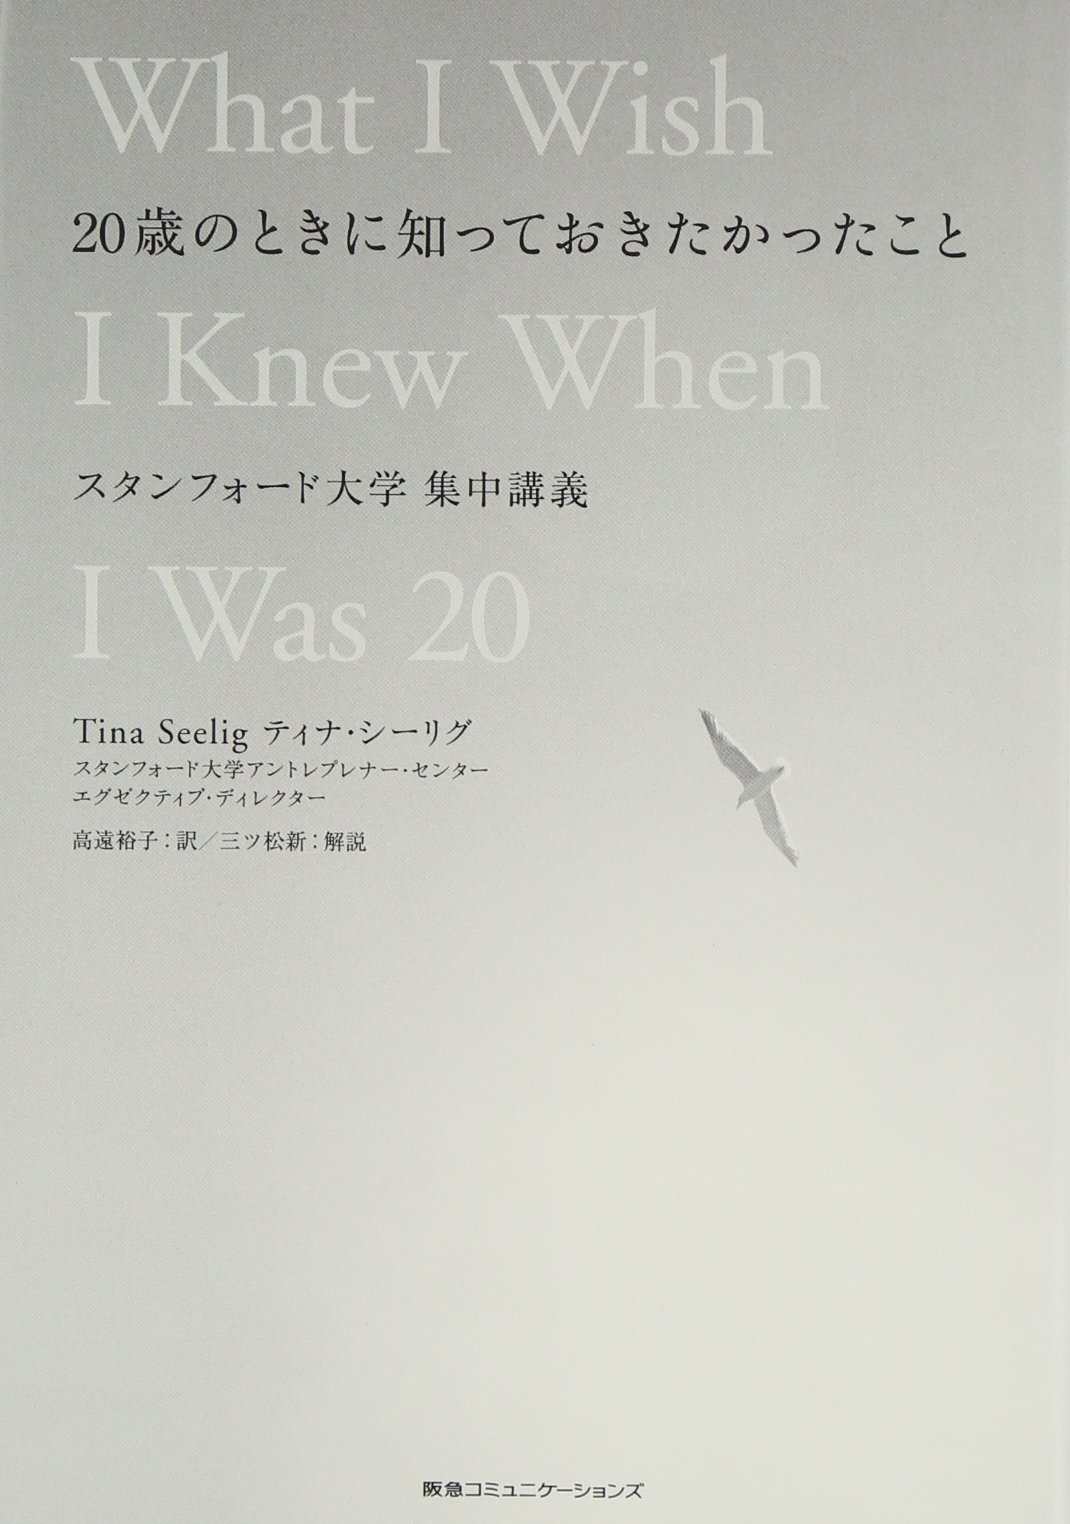 What I Wish
20歳のときに知っておきたかったこと
I Knew When
スタンフォード大学 集中講義
I Was 20
Tina Seelig ティナ・シーリグ
スタンフォード大学アントレプレナー・センター
エグゼクティブ・ディレクター
高遠裕子：訳／三ツ松新：解説
阪急コミュニケーションズ